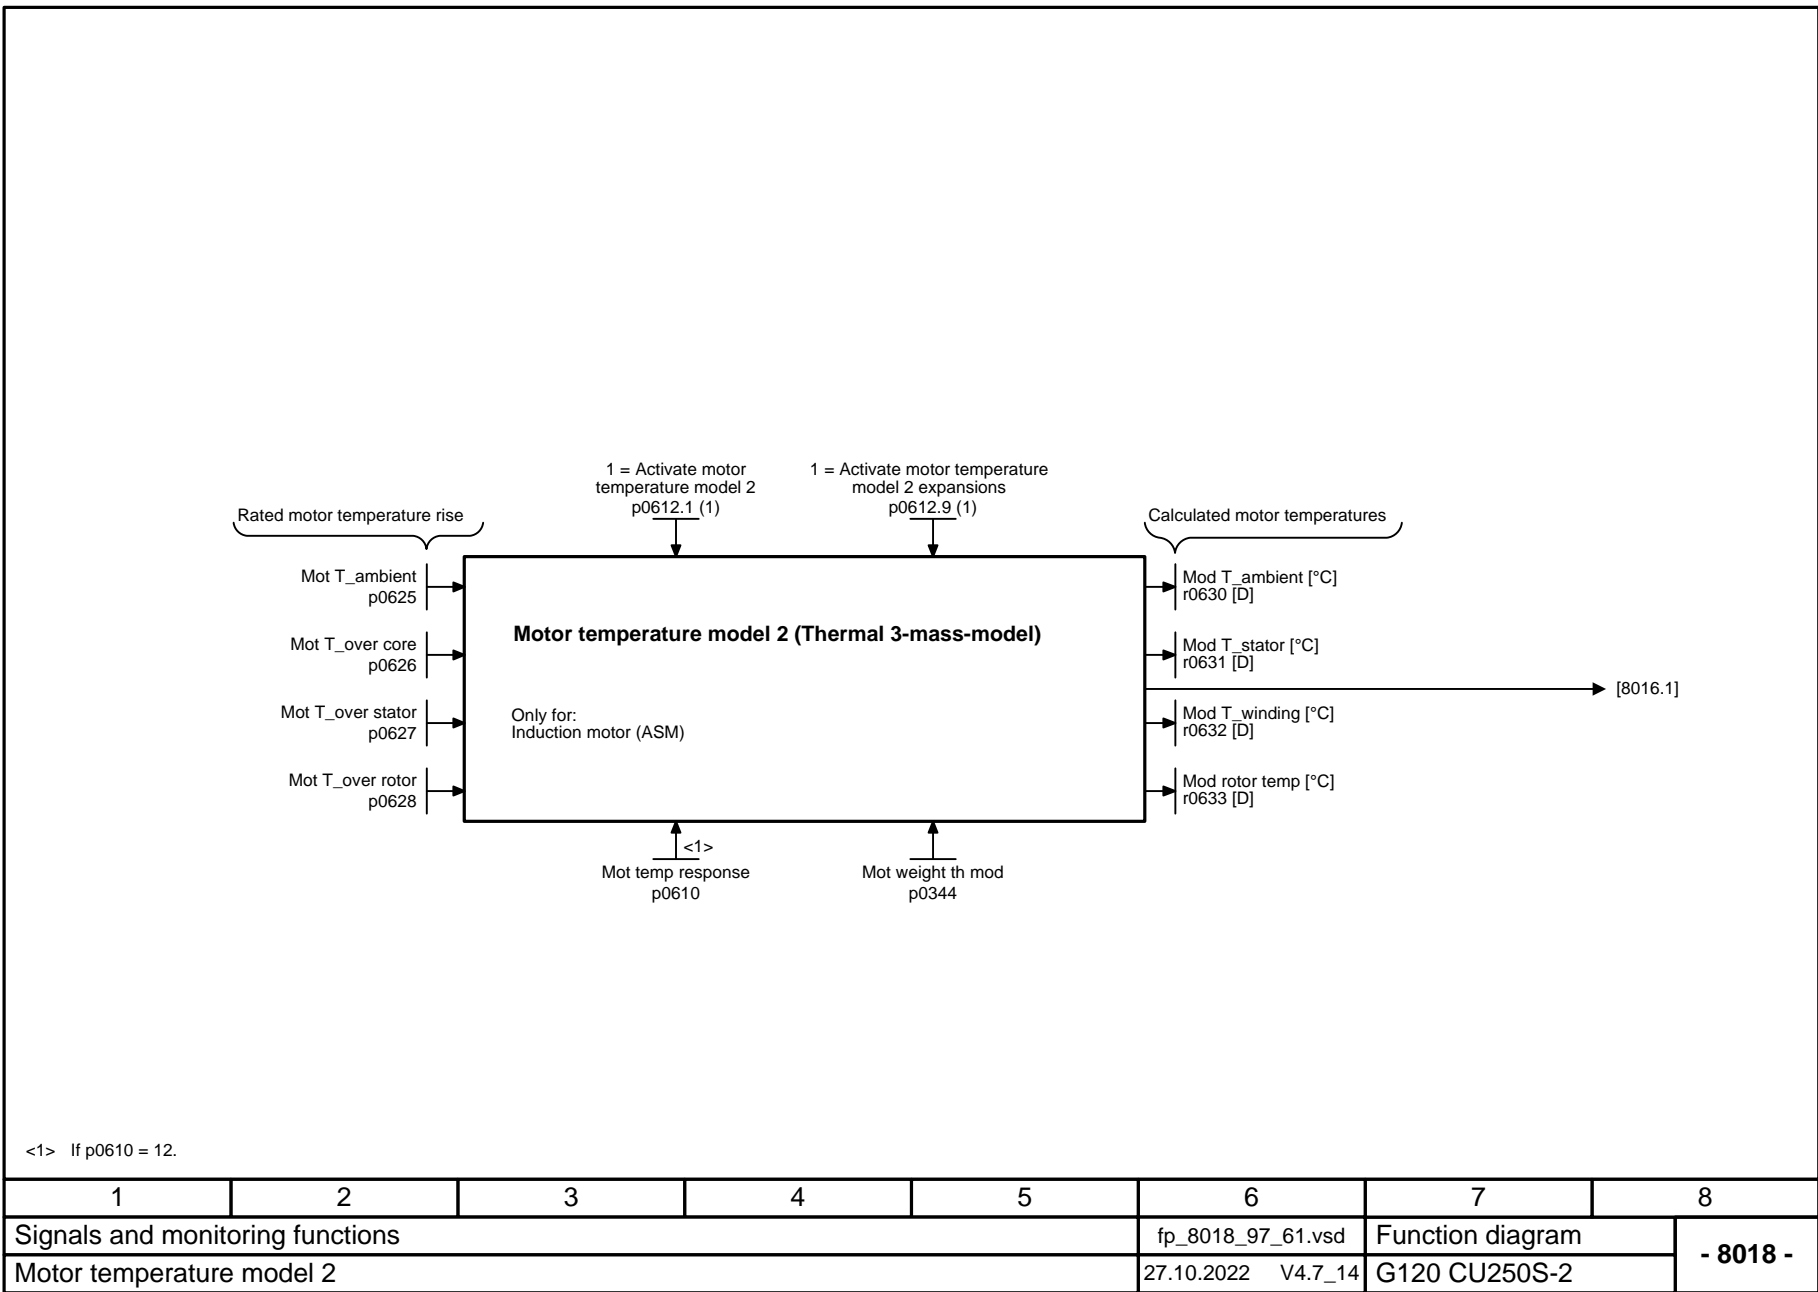 1 = Activate motor
temperature model 2
p0612.1 (1)
1 = Activate motor temperature
model 2 expansions
p0612.9 (1)
Rated motor temperature rise
Calculated motor temperatures
Mot T_ambient
p0625
Mot T_over core
p0626
Mot T_over stator
p0627
Mot T_over rotor
p0628
Motor temperature model 2 (Thermal 3-mass-model)
Only for:
Induction motor (ASM)
Mod T_ambient [°C]
r0630 [D]
Mod T_stator [°C]
r0631 [D]
[8016.1]
Mod T_winding [°C]
r0632 [D]
Mod rotor temp [°C]
r0633 [D]
<1>
Mot temp response
p0610
Mot weight th mod
p0344
<1> If p0610 = 12.
1 2 3 4 5 6 7 8
Signals and monitoring functions
fp_8018_97_61.vsd
Function diagram
- 8018 -
Motor temperature model 2
27.10.2022 V4.7_14
G120 CU250S-2